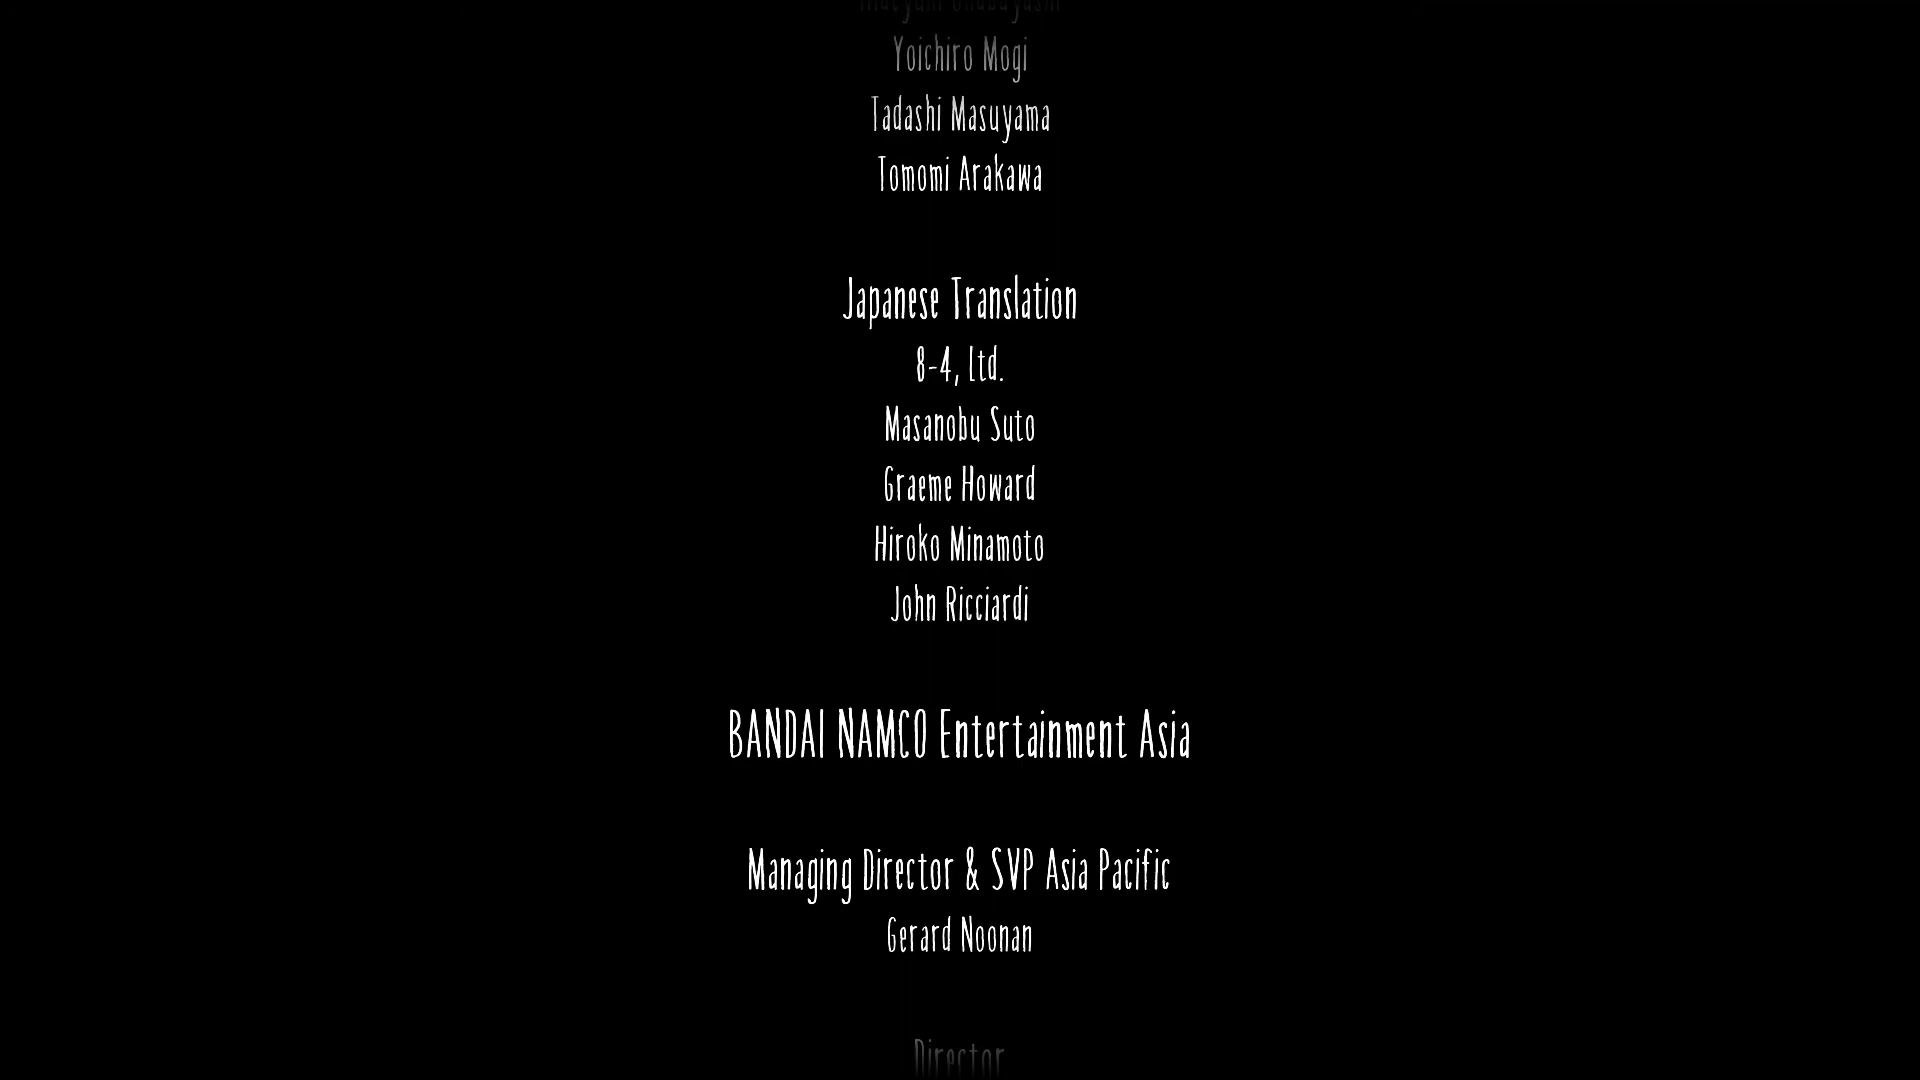 Yoichiro Mogi
Tadashi Masuyama
Tomomi Arakawa
Japanese Translation
8-4, Ltd.
Masanobu Suto
Graeme Howard
Hiroko Minamoto
John Ricciardi
BANDAI NAMCO Entertainment Asia
Managing Director & SVP Asia Pacific
Gerard Noonan
Director